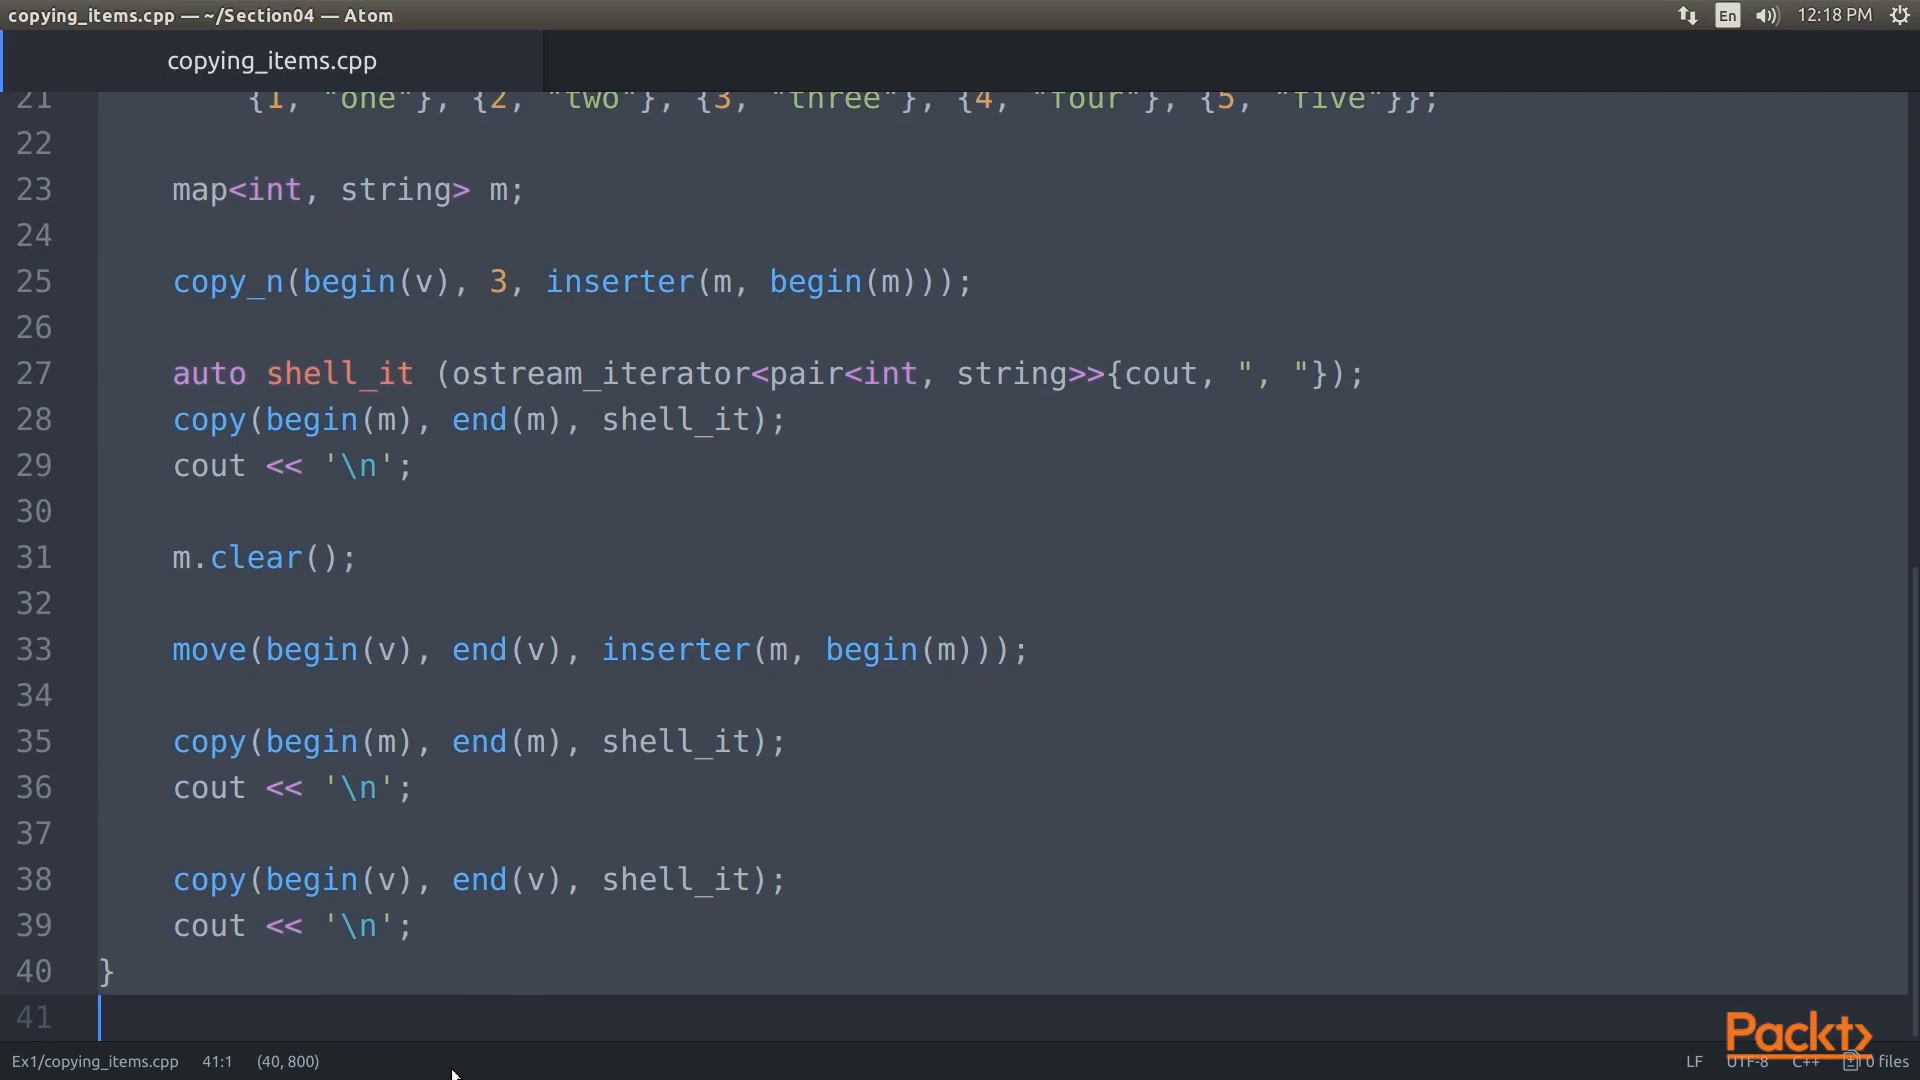 copying_items.cpp — ~/Section04 — Atom
En
12:18 PM
copying_items.cpp
21 {1, "one"}, {2, "two"}, {3, "three"}, {4, "four"}, {5, "five"}};
22
23 map<int, string> m;
24
25 copy_n(begin(v), 3, inserter(m, begin(m)));
26
27 auto shell_it (ostream_iterator<pair<int, string>>{cout, ", "});
28 copy(begin(m), end(m), shell_it);
29 cout << '\n';
30
31 m.clear();
32
33 move(begin(v), end(v), inserter(m, begin(m)));
34
35 copy(begin(m), end(m), shell_it);
36 cout << '\n';
37
38 copy(begin(v), end(v), shell_it);
39 cout << '\n';
40 }
41
Packt>
Ex1/copying_items.cpp 41:1 (40, 800)
LF UTF-8 C++ 0 files